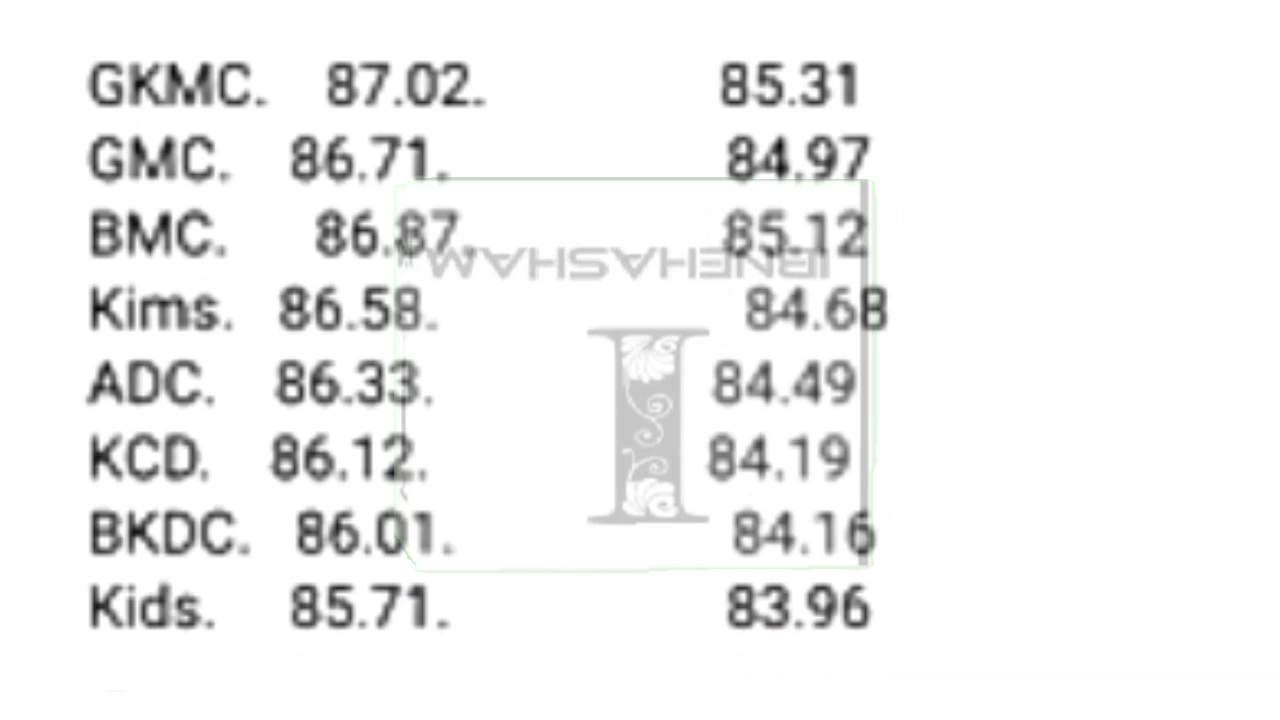 GKMC. 87.02. 85.31
GMC. 86.71. 84.97
BMC. 86.87. 85.12
Kims. 86.58. 84.68
ADC. 86.33. 84.49
KCD. 86.12. 84.19
BKDC. 86.01. 84.16
Kids. 85.71. 83.96
IRNEHASHAM
I